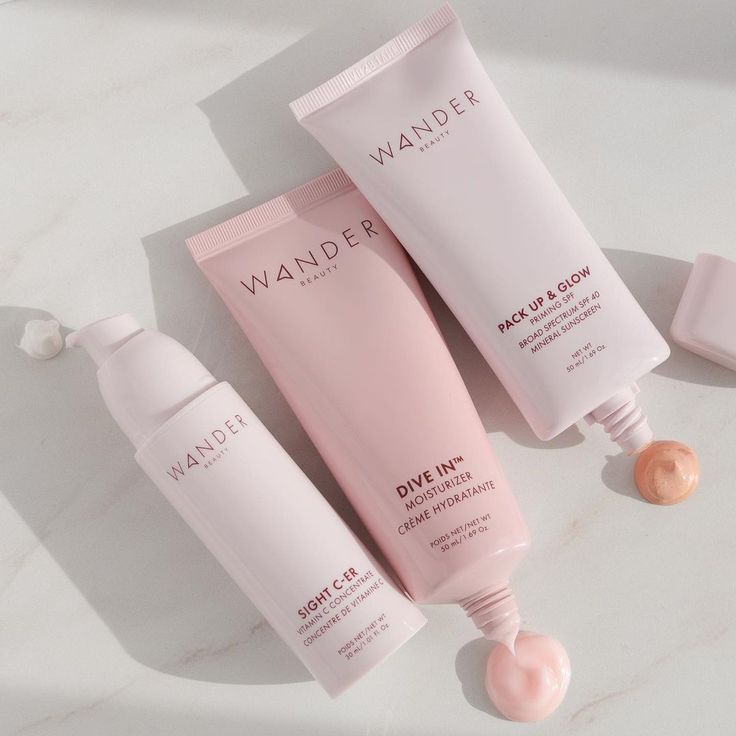 WANDER
BEAUTY
SIGHT C-ER
VITAMIN C CONCENTRATE
CONCENTRE DE VITAMINE C
POIDS NET/NET WT
30 mL/1.01 FL Oz.
WANDER
BEAUTY
DIVE IN™
MOISTURIZER
CRÈME HYDRATANTE
POIDS NET/NET WT
50 mL/1.69 Oz.
WANDER
BEAUTY
PACK UP & GLOW
PRIMING SPF
BROAD SPECTRUM SPF 40
MINERAL SUNSCREEN
NET WT
50 mL/1.69 Oz.